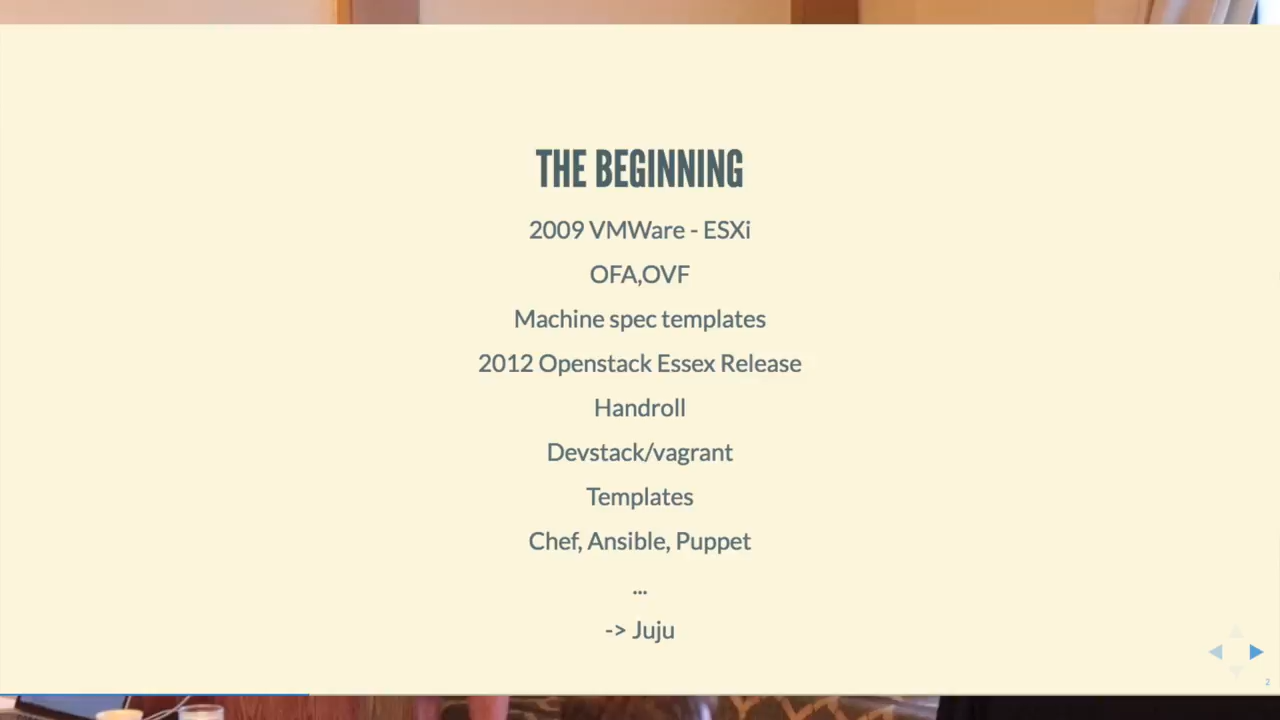 THE BEGINNING
2009 VMWare - ESXi
OFA,OVF
Machine spec templates
2012 Openstack Essex Release
Handroll
Devstack/vagrant
Templates
Chef, Ansible, Puppet
...
-> Juju
2